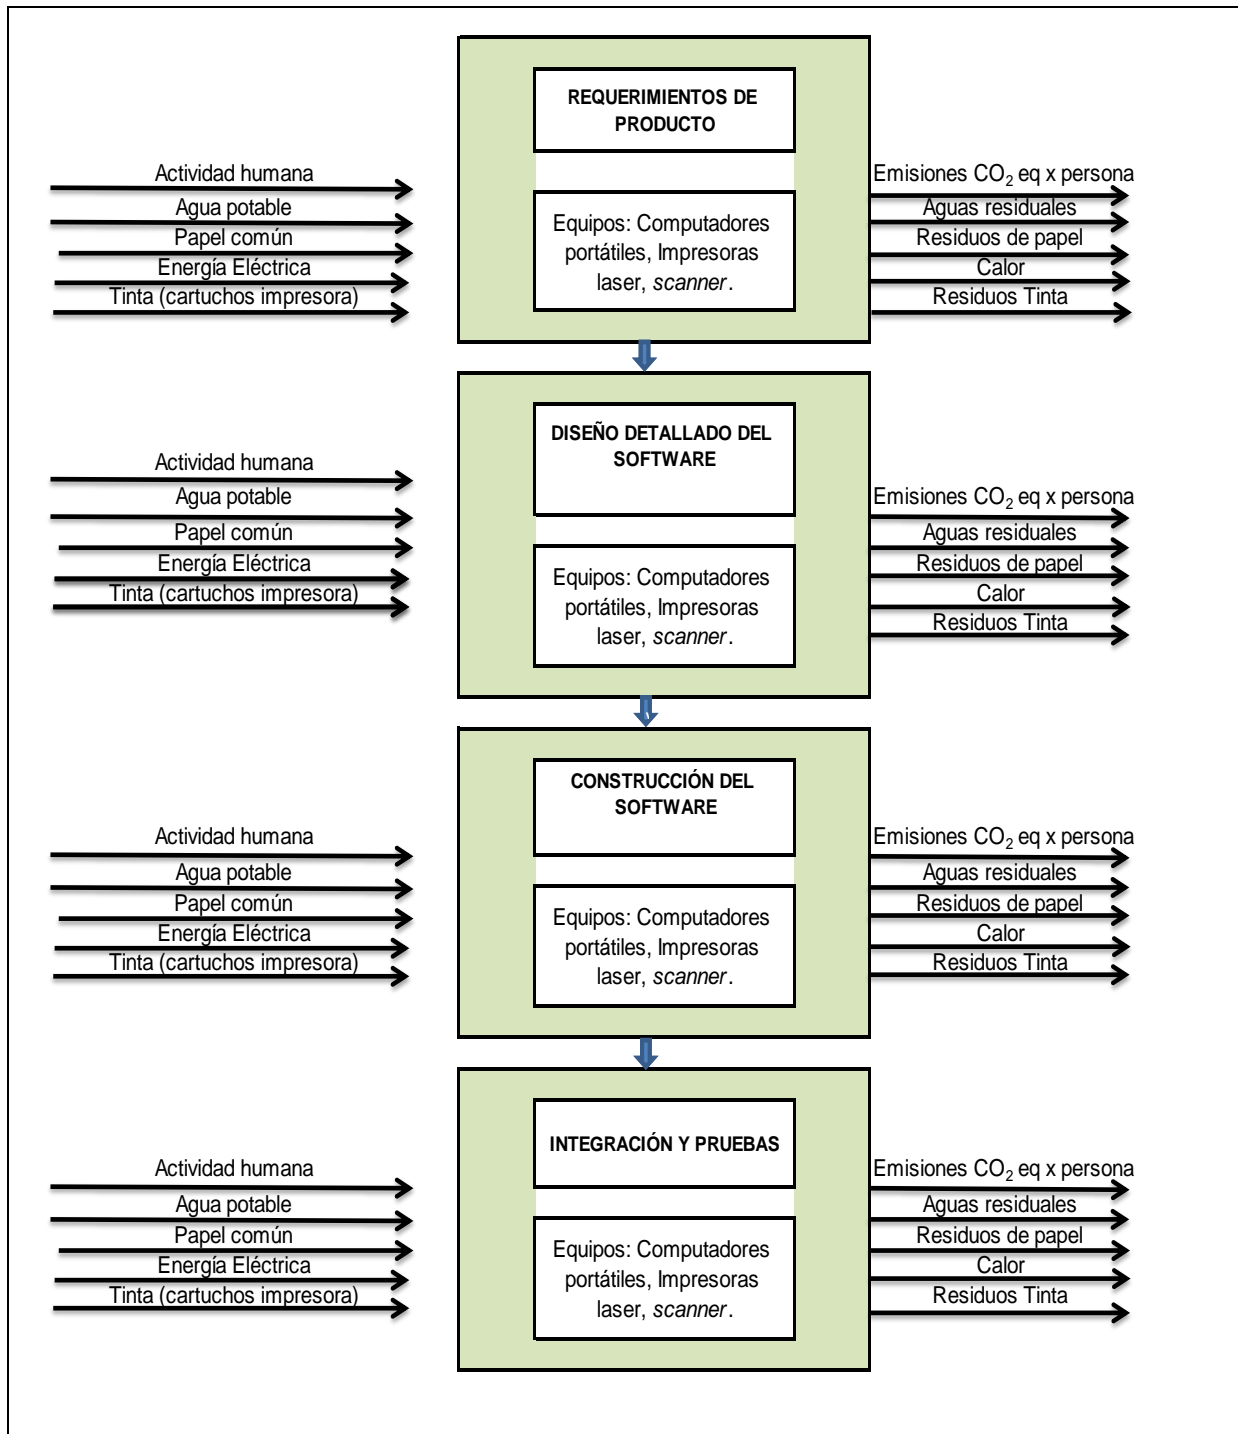 REQUERIMIENTOS DE
PRODUCTO
Actividad humana
Agua potable
Papel común
Energía Eléctrica
Tinta (cartuchos impresora)
Equipos: Computadores
portátiles, Impresoras
laser, scanner.
Emisiones CO₂ eq x persona
Aguas residuales
Residuos de papel
Calor
Residuos Tinta
DISEÑO DETALLADO DEL
SOFTWARE
Actividad humana
Agua potable
Papel común
Energía Eléctrica
Tinta (cartuchos impresora)
Equipos: Computadores
portátiles, Impresoras
laser, scanner.
Emisiones CO₂ eq x persona
Aguas residuales
Residuos de papel
Calor
Residuos Tinta
CONSTRUCCIÓN DEL
SOFTWARE
Actividad humana
Agua potable
Papel común
Energía Eléctrica
Tinta (cartuchos impresora)
Equipos: Computadores
portátiles, Impresoras
laser, scanner.
Emisiones CO₂ eq x persona
Aguas residuales
Residuos de papel
Calor
Residuos Tinta
INTEGRACIÓN Y PRUEBAS
Actividad humana
Agua potable
Papel común
Energía Eléctrica
Tinta (cartuchos impresora)
Equipos: Computadores
portátiles, Impresoras
laser, scanner.
Emisiones CO₂ eq x persona
Aguas residuales
Residuos de papel
Calor
Residuos Tinta